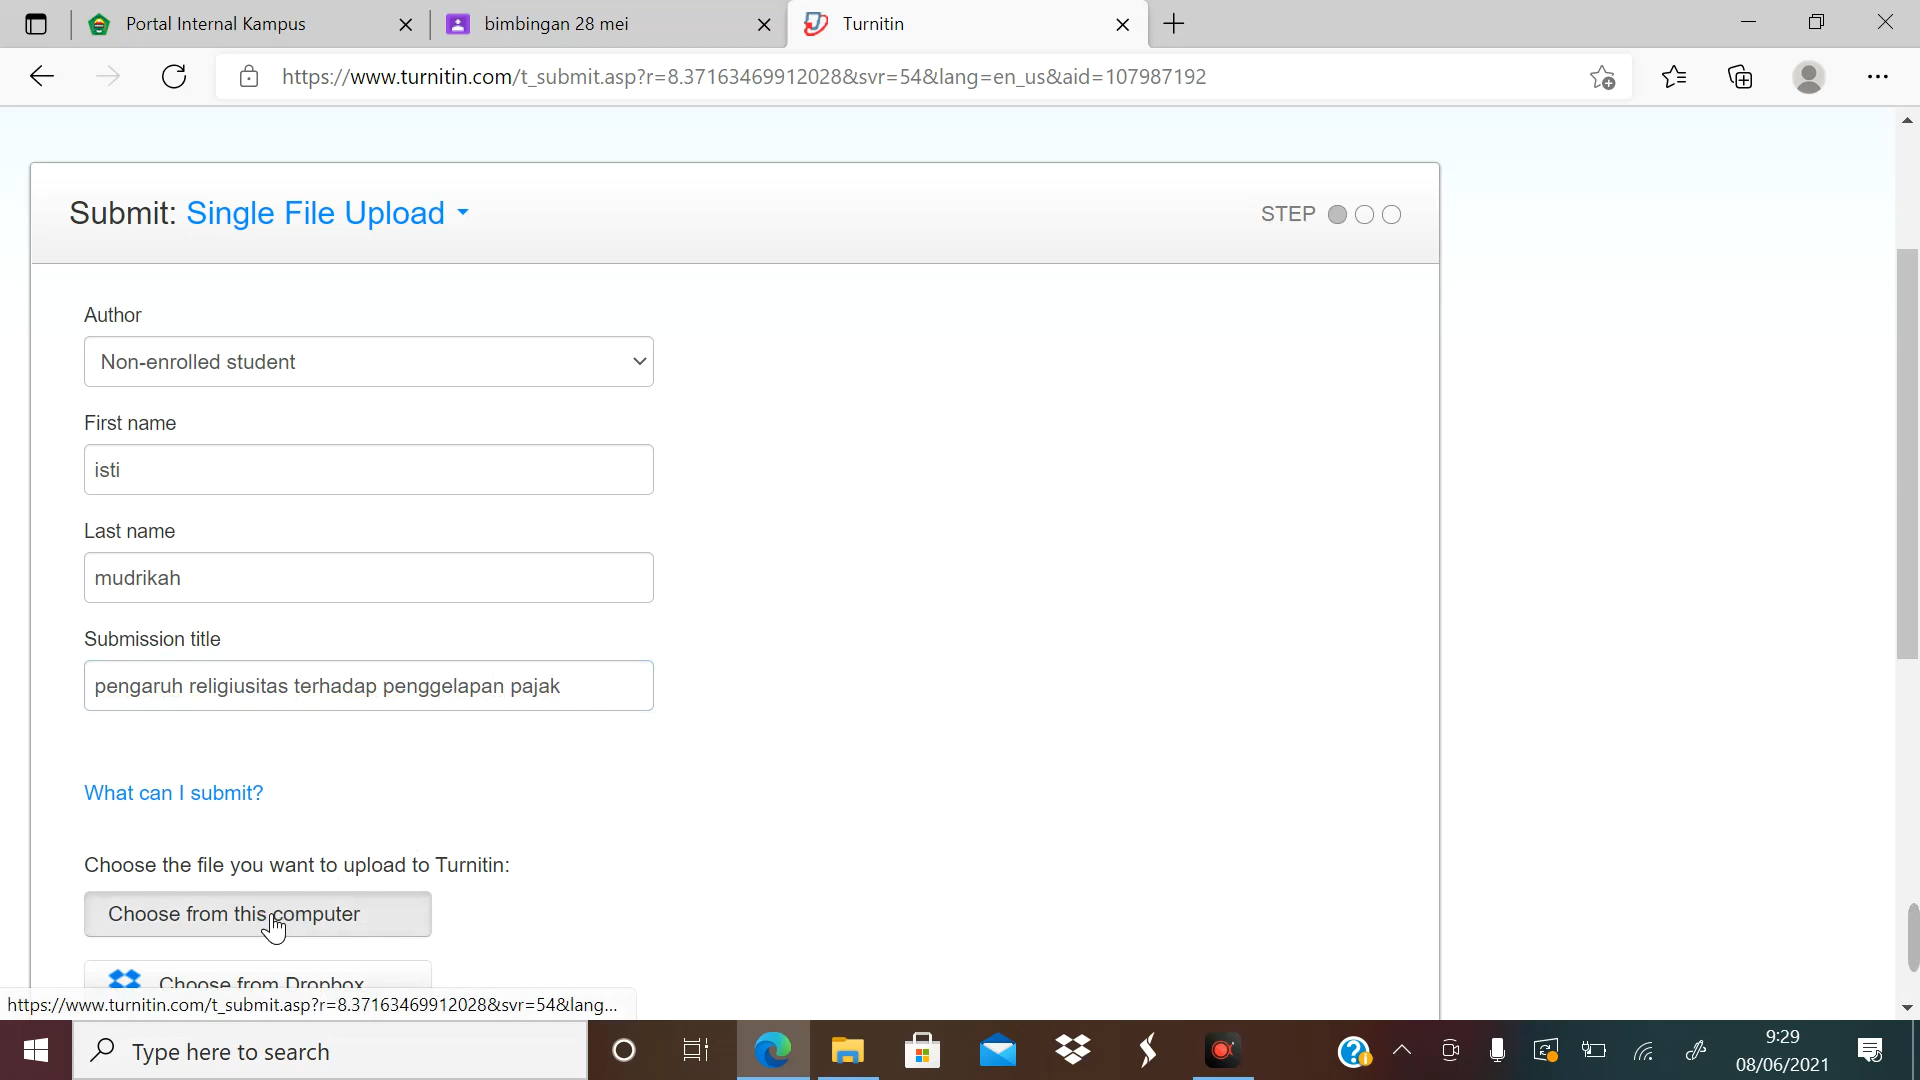 Portal Internal Kampus
bimbingan 28 mei
Turnitin
https://www.turnitin.com/t_submit.asp?r=8.37163469912028&svr=54&lang=en_us&aid=107987192
Submit: Single File Upload
STEP
Author
Non-enrolled student
First name
isti
Last name
mudrikah
Submission title
pengaruh religiusitas terhadap penggelapan pajak
What can I submit?
Choose the file you want to upload to Turnitin:
Choose from this computer
Choose from Dropbox
https://www.turnitin.com/t_submit.asp?r=8.37163469912028&svr=54&lang...
Type here to search
9:29
08/06/2021